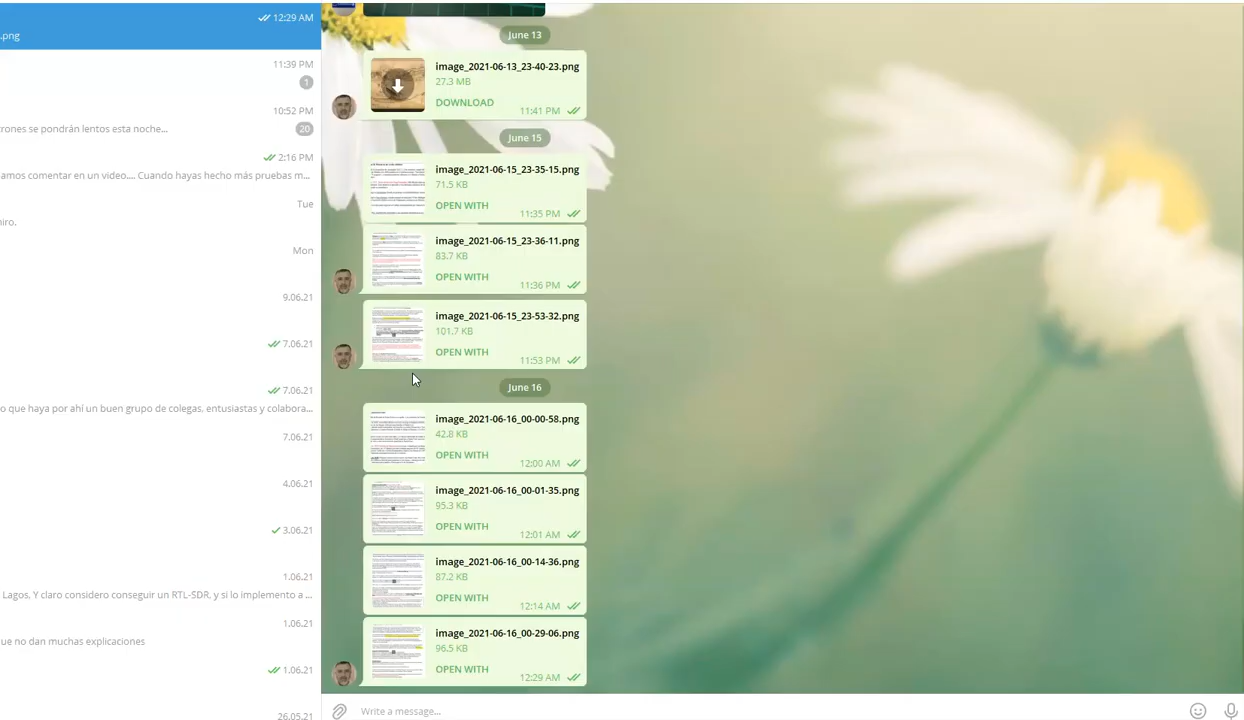 12:29 AM
.png
11:39 PM
1
10:52 PM
rones se pondrán lentos esta noche...
20
2:16 PM
amos comentar en un video.... Cuando hayas hecho más pruebas m...
Tue
niro.
Mon
9.06.21
7.06.21
7.06.21
o que haya por ahí un buen grupo de colegas, entusiastas y colabora...
7.06.21
4.06.21
3.06.21
1.06.21
Lagos. Y claro considero conseguir un RTL-SDR, y si lo implemento a ...
1.06.21
ue no dan muchas explicaciones
1.06.21
26.05.21
June 13
image_2021-06-13_23-40-23.png
27.3 MB
DOWNLOAD
11:41 PM
June 15
image_2021-06-15_23-35-11.png
71.5 KB
OPEN WITH
11:35 PM
image_2021-06-15_23-36-11.png
83.7 KB
OPEN WITH
11:36 PM
image_2021-06-15_23-53-32.png
101.7 KB
OPEN WITH
11:53 PM
June 16
image_2021-06-16_00-00-58.png
42.8 KB
OPEN WITH
12:00 AM
image_2021-06-16_00-01-35.png
95.3 KB
OPEN WITH
12:01 AM
image_2021-06-16_00-14-36.png
87.2 KB
OPEN WITH
12:14 AM
image_2021-06-16_00-29-00.png
96.5 KB
OPEN WITH
12:29 AM
Write a message...